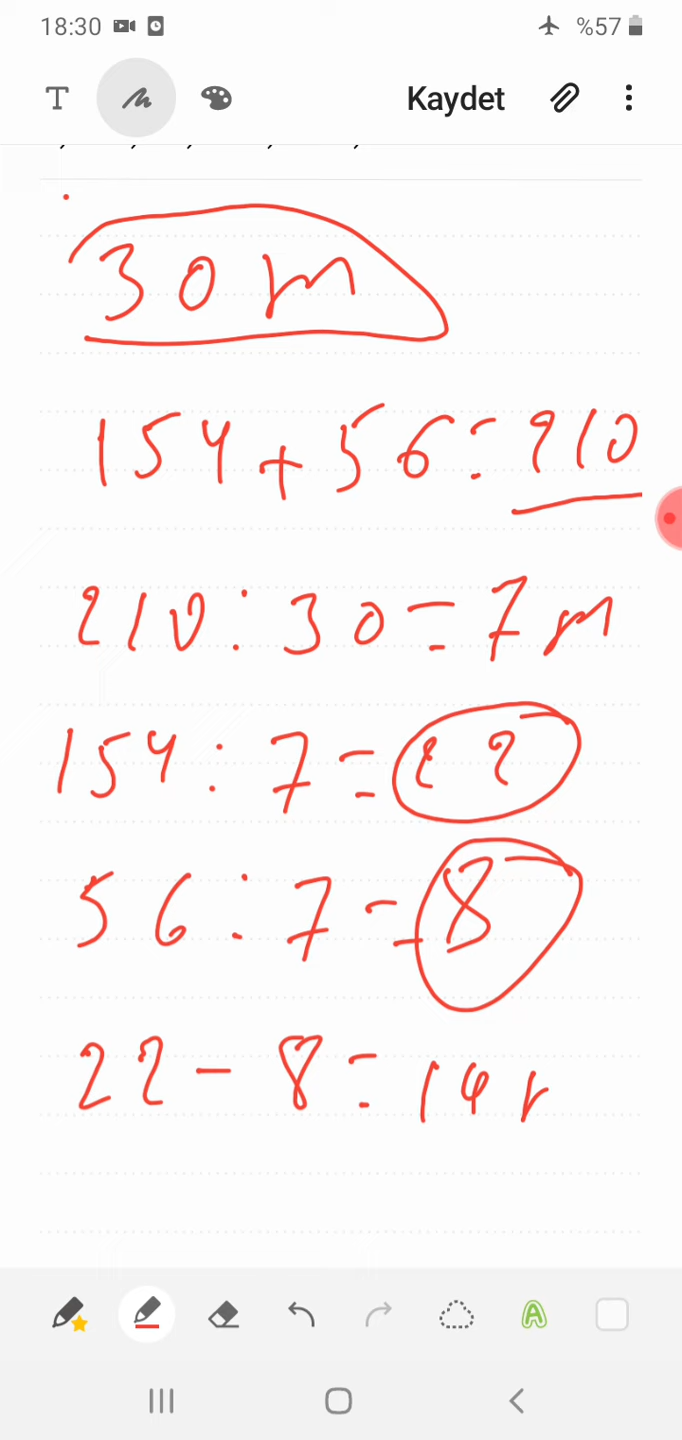 18:30 %57
T Kaydet
30 m
154 + 56 = 210
210 : 30 = 7 m
154 : 7 = 22
56 : 7 = 8
22 - 8 = 14
A